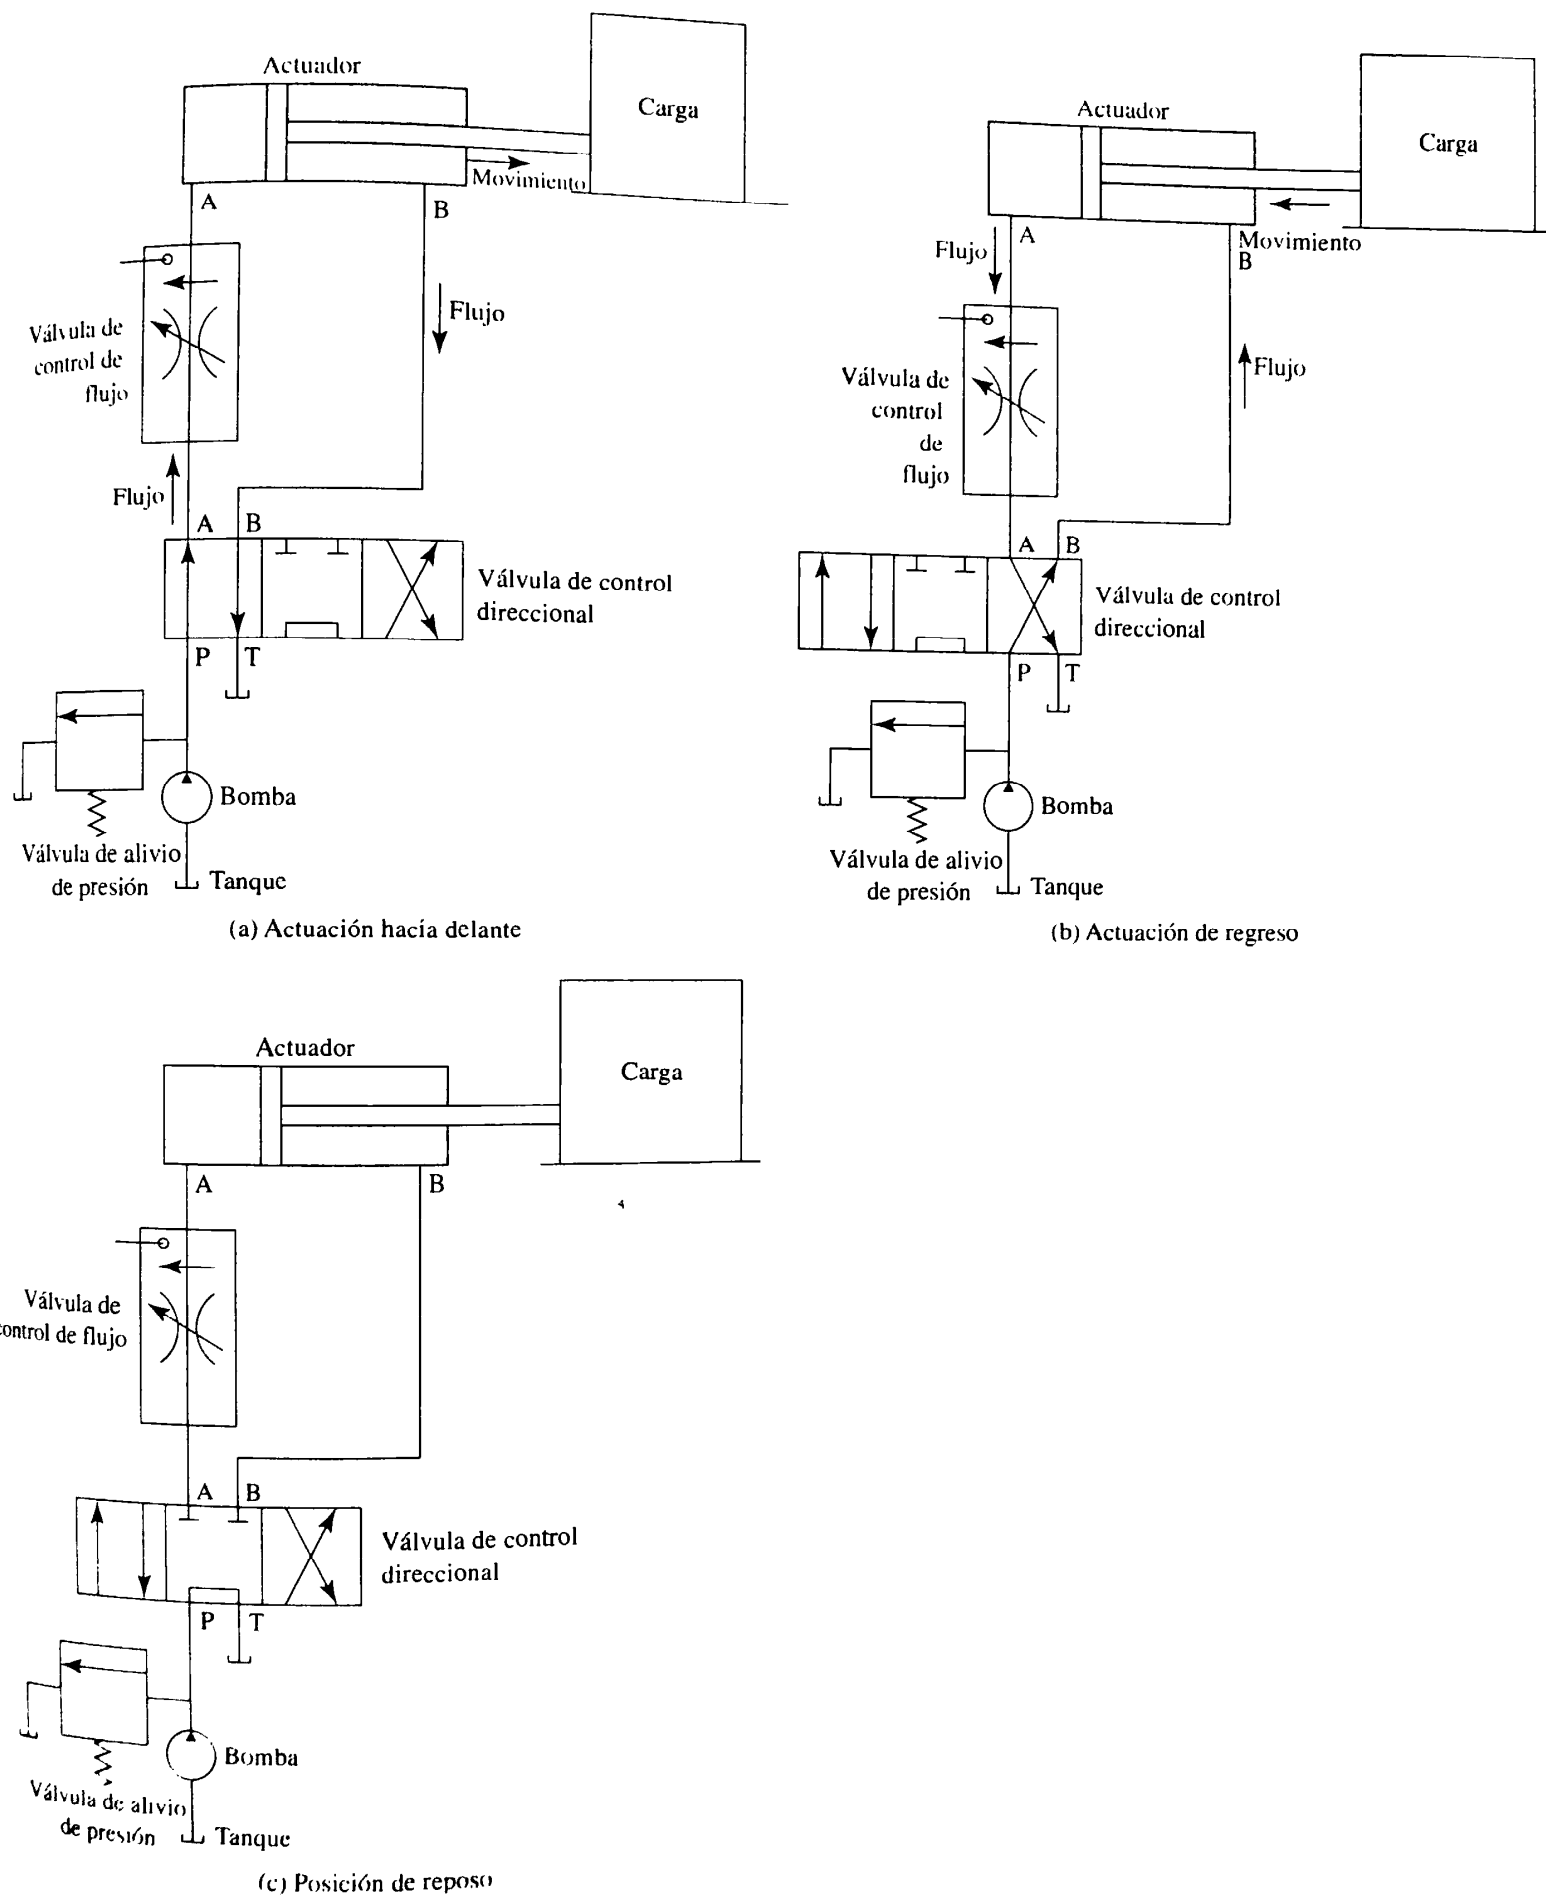 Actuador
Carga
Movimiento
A
B
Válvula de
control de
flujo
Flujo
Flujo
A
B
Válvula de control
direccional
P
T
Bomba
Válvula de alivio
de presión
Tanque
(a) Actuación hacía delante
Actuador
Carga
A
Movimiento
B
Flujo
Válvula de
control
de
flujo
Flujo
A
B
Válvula de control
direccional
P
T
Bomba
Válvula de alivio
de presión
Tanque
(b) Actuación de regreso
Actuador
Carga
A
B
Válvula de
control de flujo
A
B
Válvula de control
direccional
P
T
Bomba
Válvula de alivio
de presión
Tanque
(c) Posición de reposo